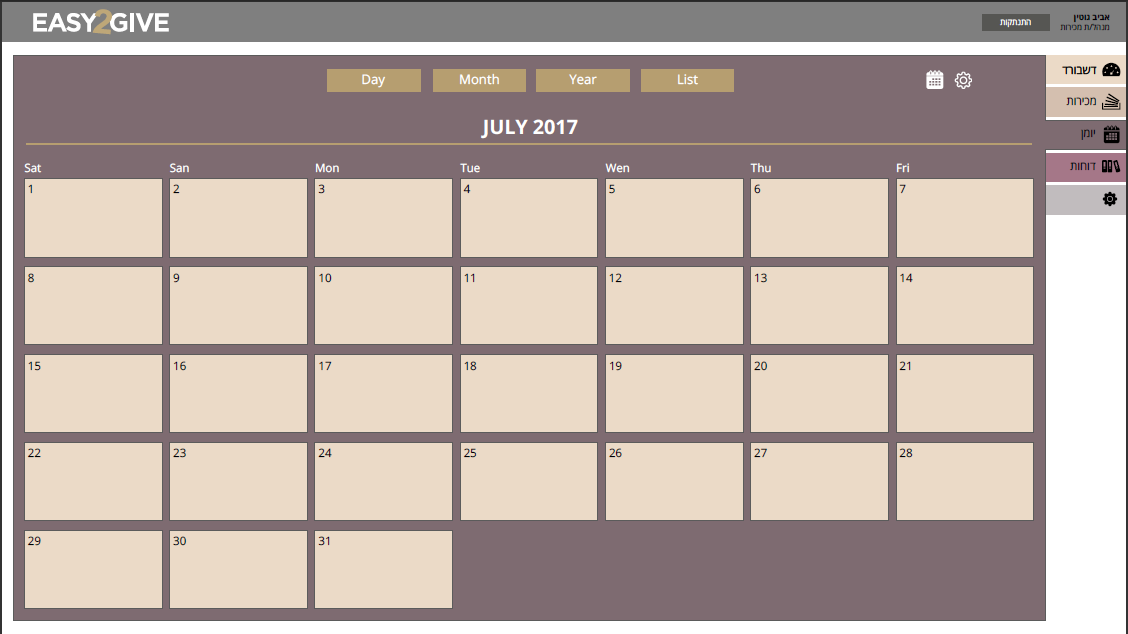 EASY2GIVE
התנתקות
אביב גוטין
מנהל/ת מכירות
Day Month Year List
JULY 2017
Sat San Mon Tue Wen Thu Fri
1 2 3 4 5 6 7
8 9 10 11 12 13 14
15 16 17 18 19 20 21
22 23 24 25 26 27 28
29 30 31
דשבורד
מכירות
יומן
דוחות